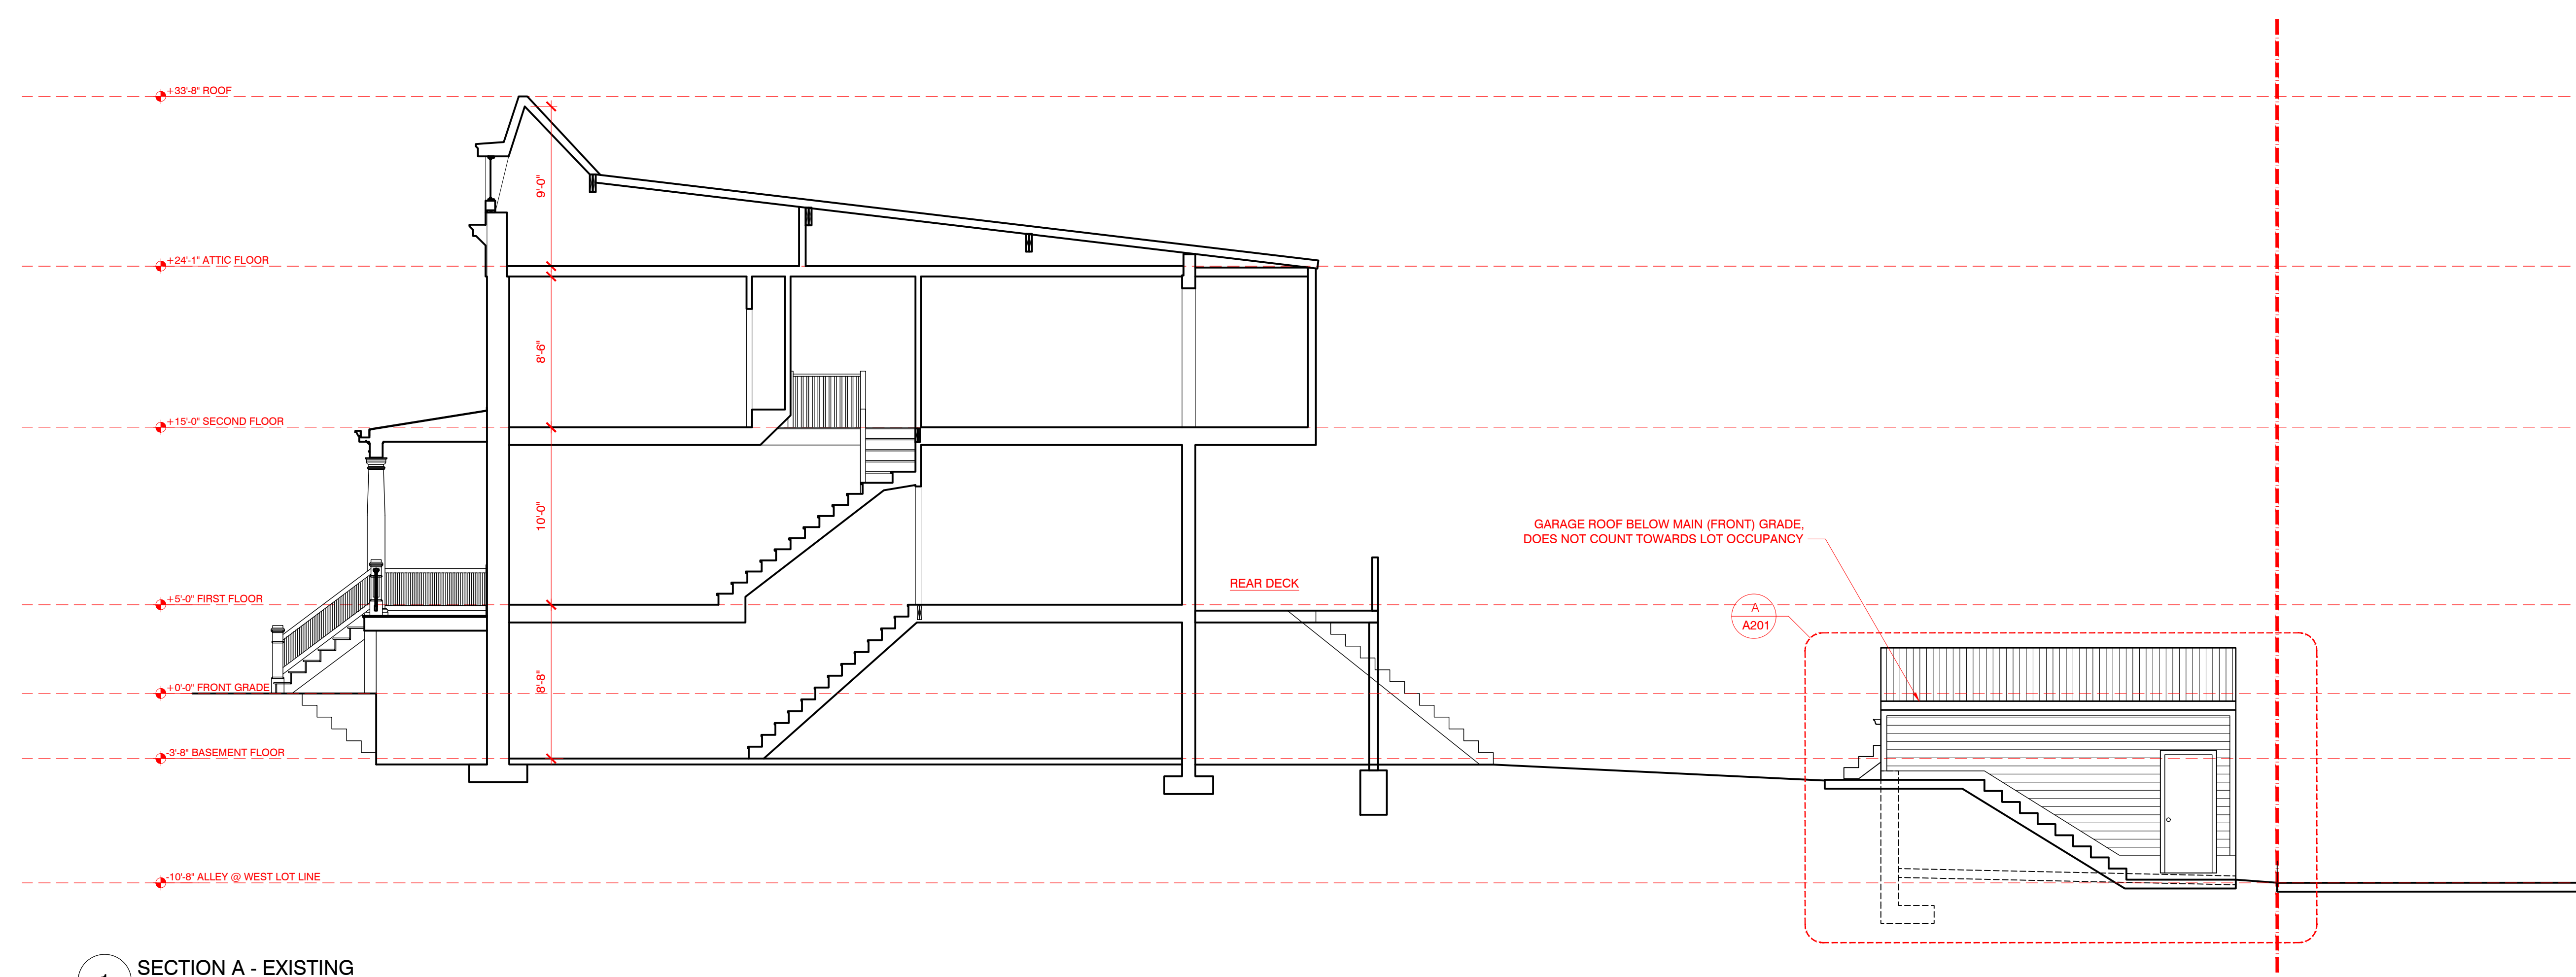 +33'-8" ROOF
9'-0"
+24'-1" ATTIC FLOOR
8'-6"
+15'-0" SECOND FLOOR
10'-0"
GARAGE ROOF BELOW MAIN (FRONT) GRADE,
DOES NOT COUNT TOWARDS LOT OCCUPANCY
REAR DECK
+5'-0" FIRST FLOOR
A
A201
8'-8"
+0'-0" FRONT GRADE
-3'-8" BASEMENT FLOOR
-10'-8" ALLEY @ WEST LOT LINE
SECTION A - EXISTING